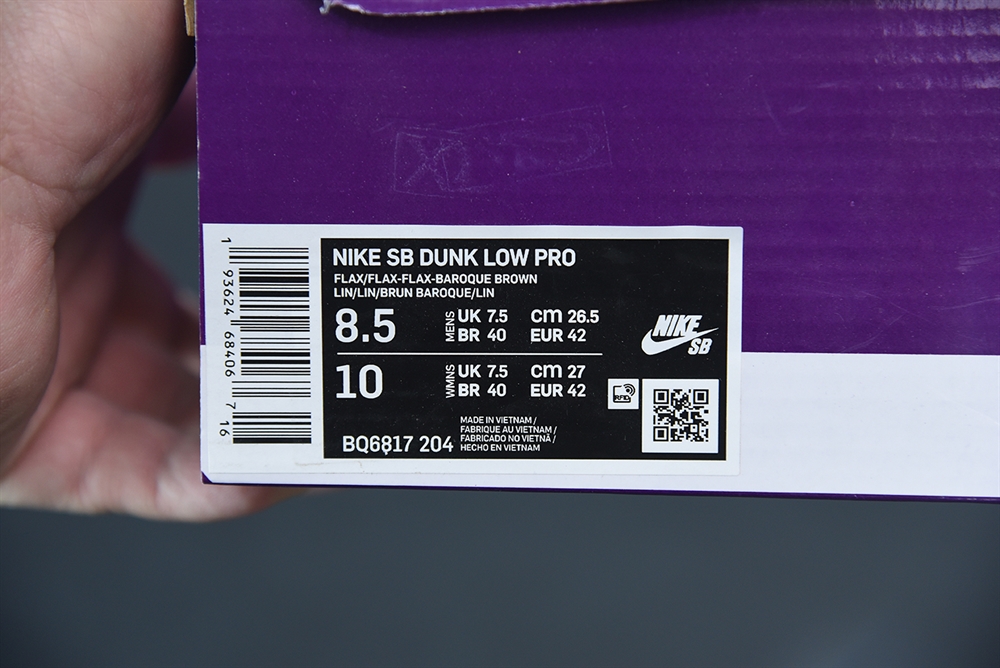 NIKE SB DUNK LOW PRO
FLAX/FLAX-FLAX-BAROQUE BROWN
LIN/LIN/BRUN BAROQUE/LIN
8.5 MENS UK 7.5 CM 26.5
BR 40 EUR 42
10 WMNS UK 7.5 CM 27
BR 40 EUR 42
BQ6817 204
MADE IN VIETNAM /
FABRIQUE AU VIETNAM /
FABRICADO NO VIETNÃ /
HECHO EN VIETNAM
NIKE
SB
RFID
1 93624 68406 7 16